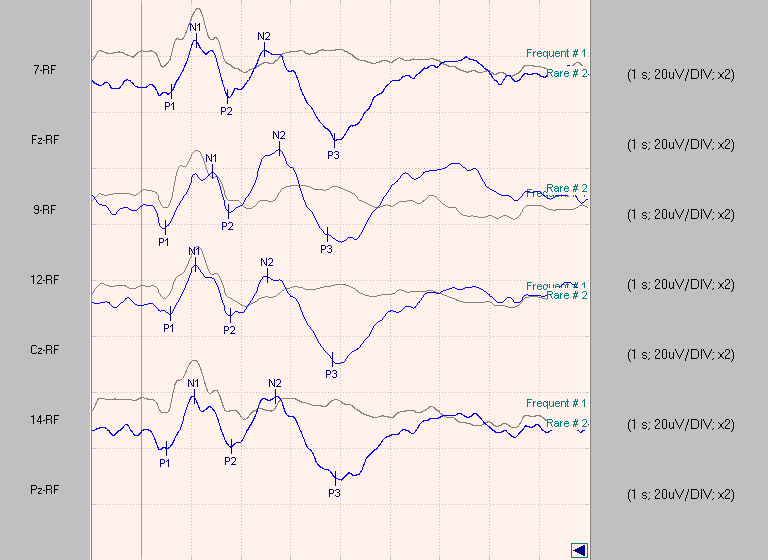 N1
N2
Frequent # 1
7-RF
Rare # 2
(1 s; 20uV/DIV; x2)
P1
P2
Fz-RF
N2
(1 s; 20uV/DIV; x2)
P3
N1
Rare # 2
9-RF
(1 s; 20uV/DIV; x2)
P2
P1
P3
N1
N2
12-RF
Frequent # 1
(1 s; 20uV/DIV; x2)
Rare # 2
P1
P2
Cz-RF
(1 s; 20uV/DIV; x2)
P3
N1
N2
Frequent # 1
14-RF
Rare # 2
(1 s; 20uV/DIV; x2)
P1
P2
Pz-RF
P3
(1 s; 20uV/DIV; x2)